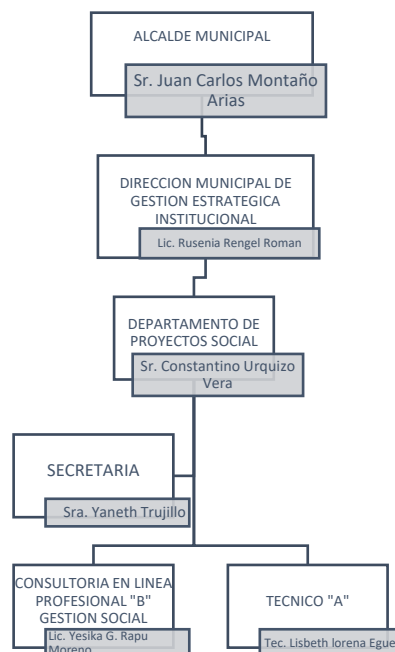 ALCALDE MUNICIPAL
Sr. Juan Carlos Montaño
Arias
DIRECCION MUNICIPAL DE
GESTION ESTRATEGICA
INSTITUCIONAL
Lic. Rusenia Rengel Roman
DEPARTAMENTO DE
PROYECTOS SOCIAL
Sr. Constantino Urquizo
Vera
SECRETARIA
Sra. Yaneth Trujillo
CONSULTORIA EN LINEA
PROFESIONAL "B"
GESTION SOCIAL
Lic. Yesika G. Rapu
Moreno
TECNICO "A"
Tec. Lisbeth lorena Egue